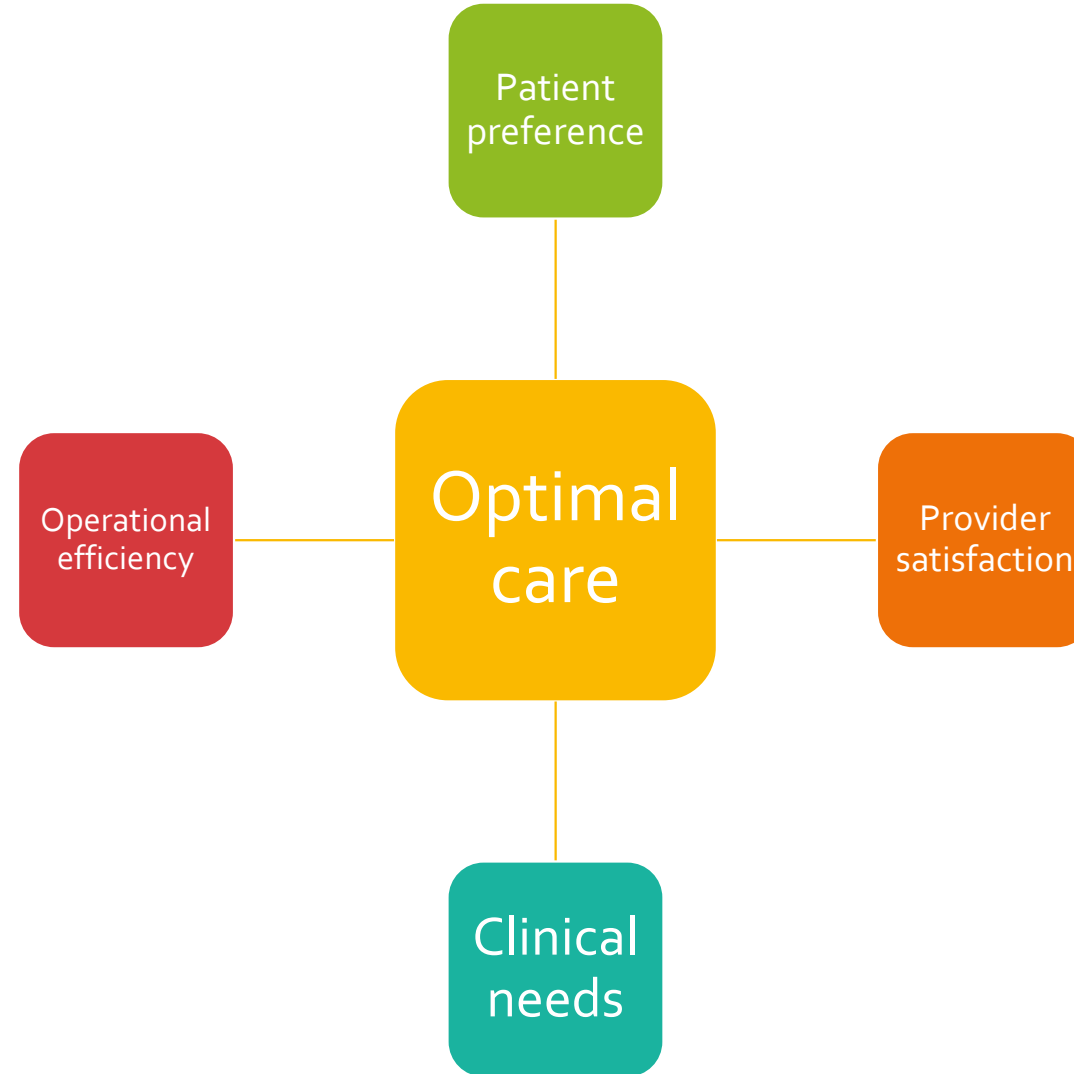 Patient
preference
Optimal
care
Operational
efficiency
Provider
satisfaction
Clinical
needs